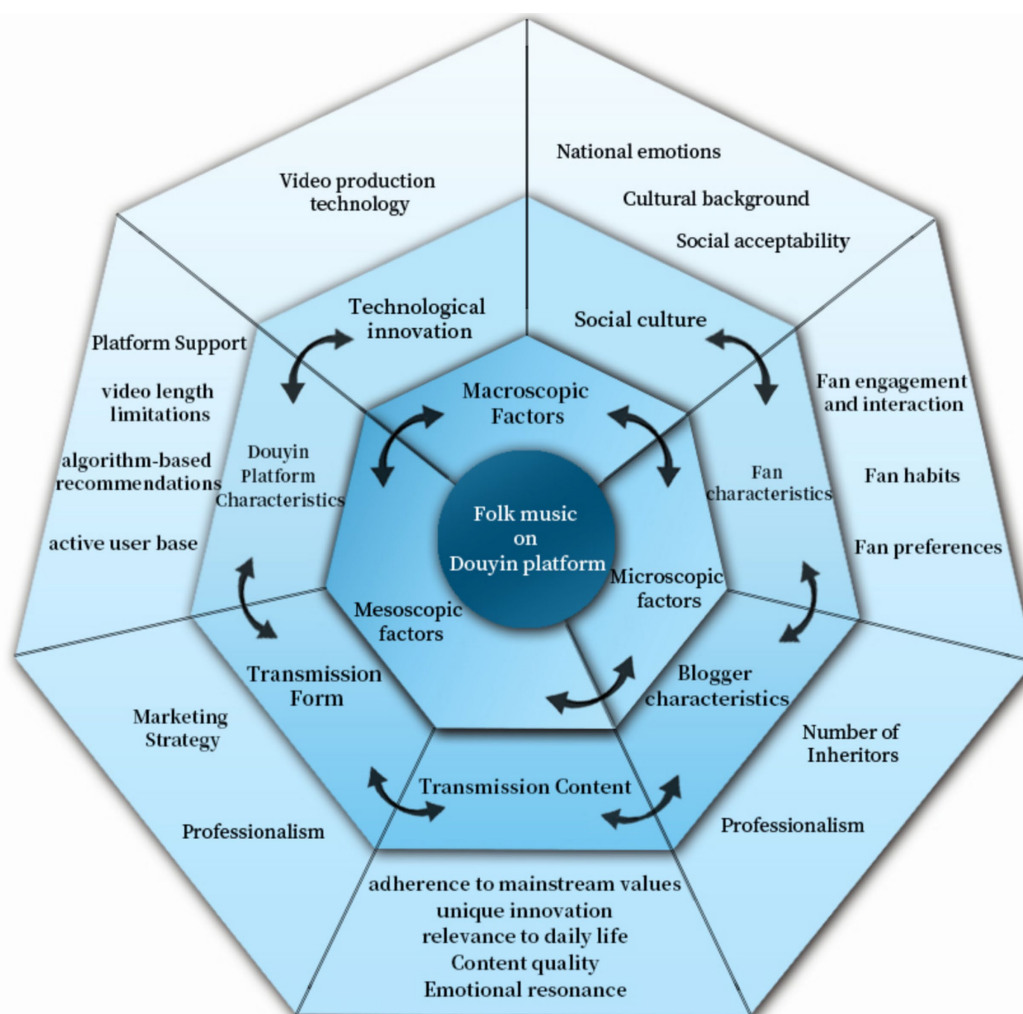 National emotions
Video production
technology
Cultural background
Social acceptability
Technological
innovation
Social culture
Platform Support
video length
limitations
algorithm-based
recommendations
active user base
Macroscopic
Factors
Fan engagement
and interaction
Fan habits
Fan preferences
Douyin
Platform
Characteristics
Fan
characteristics
Folk music
on
Douyin platform
Mesoscopic
factors
Microscopic
factors
Transmission
Form
Blogger
characteristics
Marketing
Strategy
Professionalism
Number of
Inheritors
Professionalism
Transmission Content
adherence to mainstream values
unique innovation
relevance to daily life
Content quality
Emotional resonance